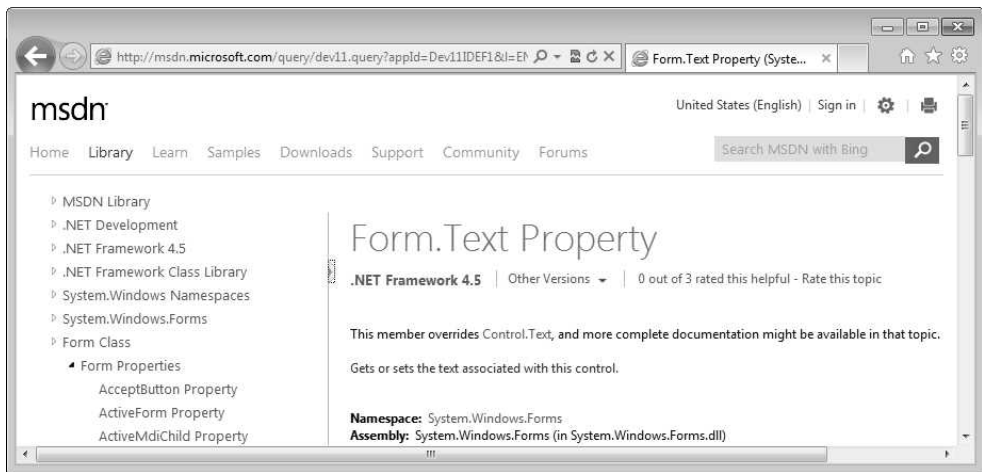 http://msdn.microsoft.com/query/dev11.query?appId=Dev11IDEF1&l=EN
Form.Text Property (Syste...
msdn
United States (English) | Sign in
Home Library Learn Samples Downloads Support Community Forums
Search MSDN with Bing
MSDN Library
.NET Development
.NET Framework 4.5
.NET Framework Class Library
System.Windows Namespaces
System.Windows.Forms
Form Class
Form Properties
AcceptButton Property
ActiveForm Property
ActiveMdiChild Property
Form.Text Property
.NET Framework 4.5 | Other Versions | 0 out of 3 rated this helpful - Rate this topic
This member overrides Control.Text, and more complete documentation might be available in that topic.
Gets or sets the text associated with this control.
Namespace: System.Windows.Forms
Assembly: System.Windows.Forms (in System.Windows.Forms.dll)